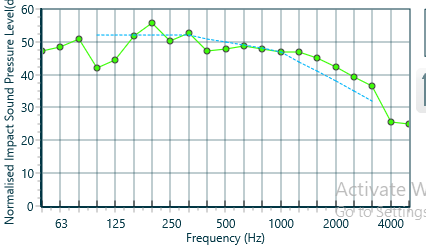 Normalised Impact Sound Pressure Level(d
60
50
40
30
20
10
0
63 125 250 500 1000 2000 4000
Frequency (Hz)
Activate W
Go to Settings